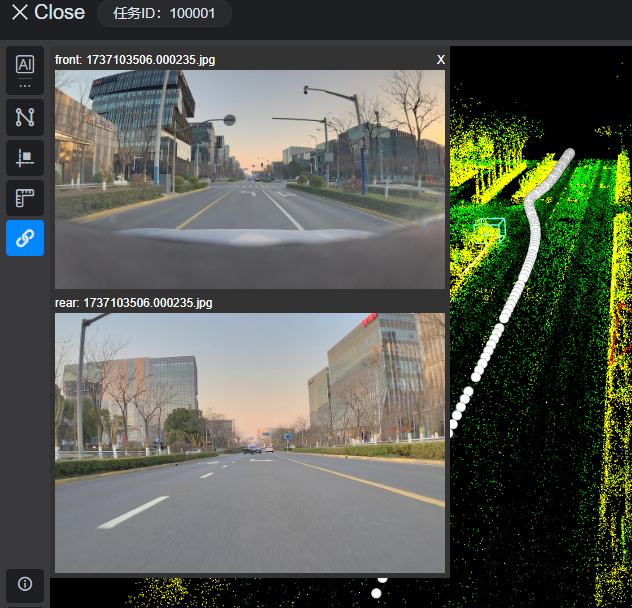 Close
任务ID：100001
AI
front: 1737103506.000235.jpg
X
rear: 1737103506.000235.jpg